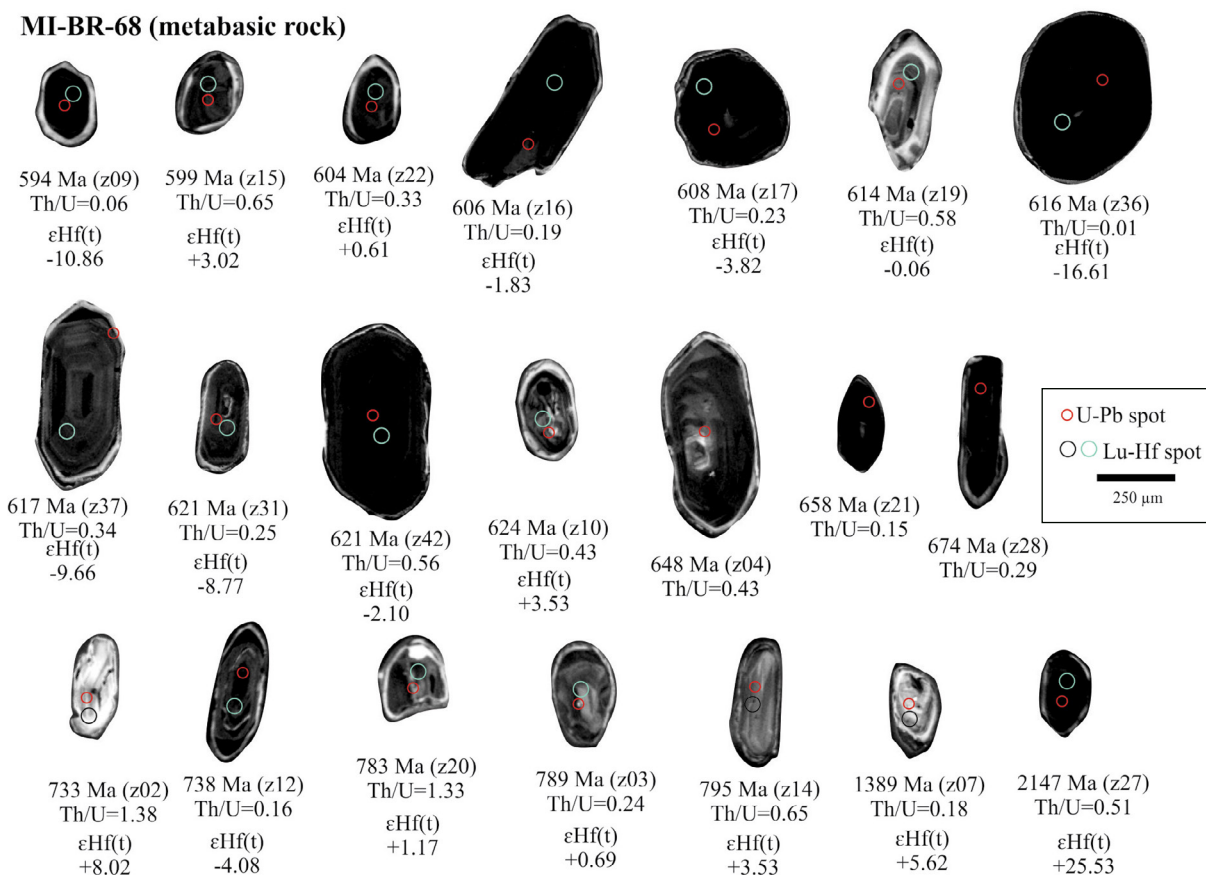 MI-BR-68 (metabasic rock)
594 Ma (z09)
Th/U=0.06
εHf(t)
-10.86
599 Ma (z15)
Th/U=0.65
εHf(t)
+3.02
604 Ma (z22)
Th/U=0.33
εHf(t)
+0.61
606 Ma (z16)
Th/U=0.19
εHf(t)
-1.83
608 Ma (z17)
Th/U=0.23
εHf(t)
-3.82
614 Ma (z19)
Th/U=0.58
εHf(t)
-0.06
616 Ma (z36)
Th/U=0.01
εHf(t)
-16.61
617 Ma (z37)
Th/U=0.34
εHf(t)
-9.66
621 Ma (z31)
Th/U=0.25
εHf(t)
-8.77
621 Ma (z42)
Th/U=0.56
εHf(t)
-2.10
624 Ma (z10)
Th/U=0.43
εHf(t)
+3.53
648 Ma (z04)
Th/U=0.43
658 Ma (z21)
Th/U=0.15
674 Ma (z28)
Th/U=0.29
U-Pb spot
Lu-Hf spot
250 µm
733 Ma (z02)
Th/U=1.38
εHf(t)
+8.02
738 Ma (z12)
Th/U=0.16
εHf(t)
-4.08
783 Ma (z20)
Th/U=1.33
εHf(t)
+1.17
789 Ma (z03)
Th/U=0.24
εHf(t)
+0.69
795 Ma (z14)
Th/U=0.65
εHf(t)
+3.53
1389 Ma (z07)
Th/U=0.18
εHf(t)
+5.62
2147 Ma (z27)
Th/U=0.51
εHf(t)
+25.53